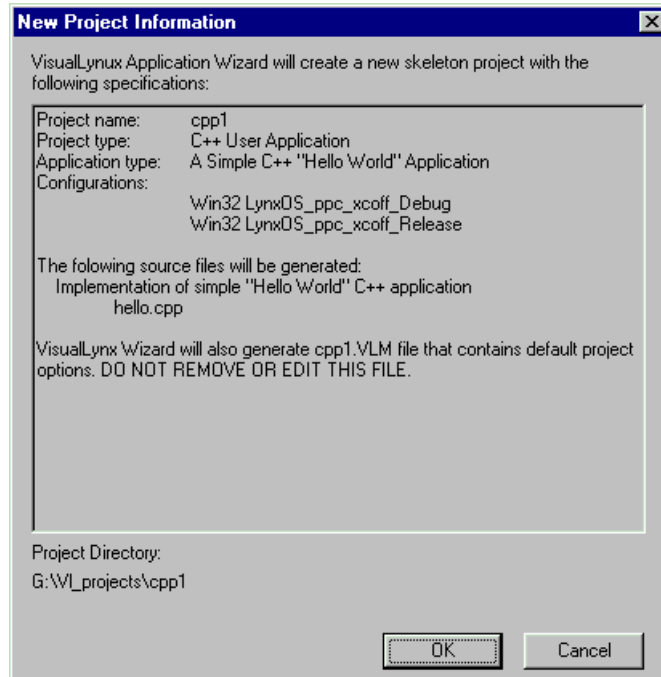 New Project Information
VisualLynux Application Wizard will create a new skeleton project with the
following specifications:
Project name: cpp1
Project type: C++ User Application
Application type: A Simple C++ "Hello World" Application
Configurations:
Win32 LynxOS_ppc_xcoff_Debug
Win32 LynxOS_ppc_xcoff_Release
The folowing source files will be generated:
Implementation of simple "Hello World" C++ application
hello.cpp
VisualLynx Wizard will also generate cpp1.VLM file that contains default project
options. DO NOT REMOVE OR EDIT THIS FILE.
Project Directory:
G:\Vl_projects\cpp1
OK Cancel